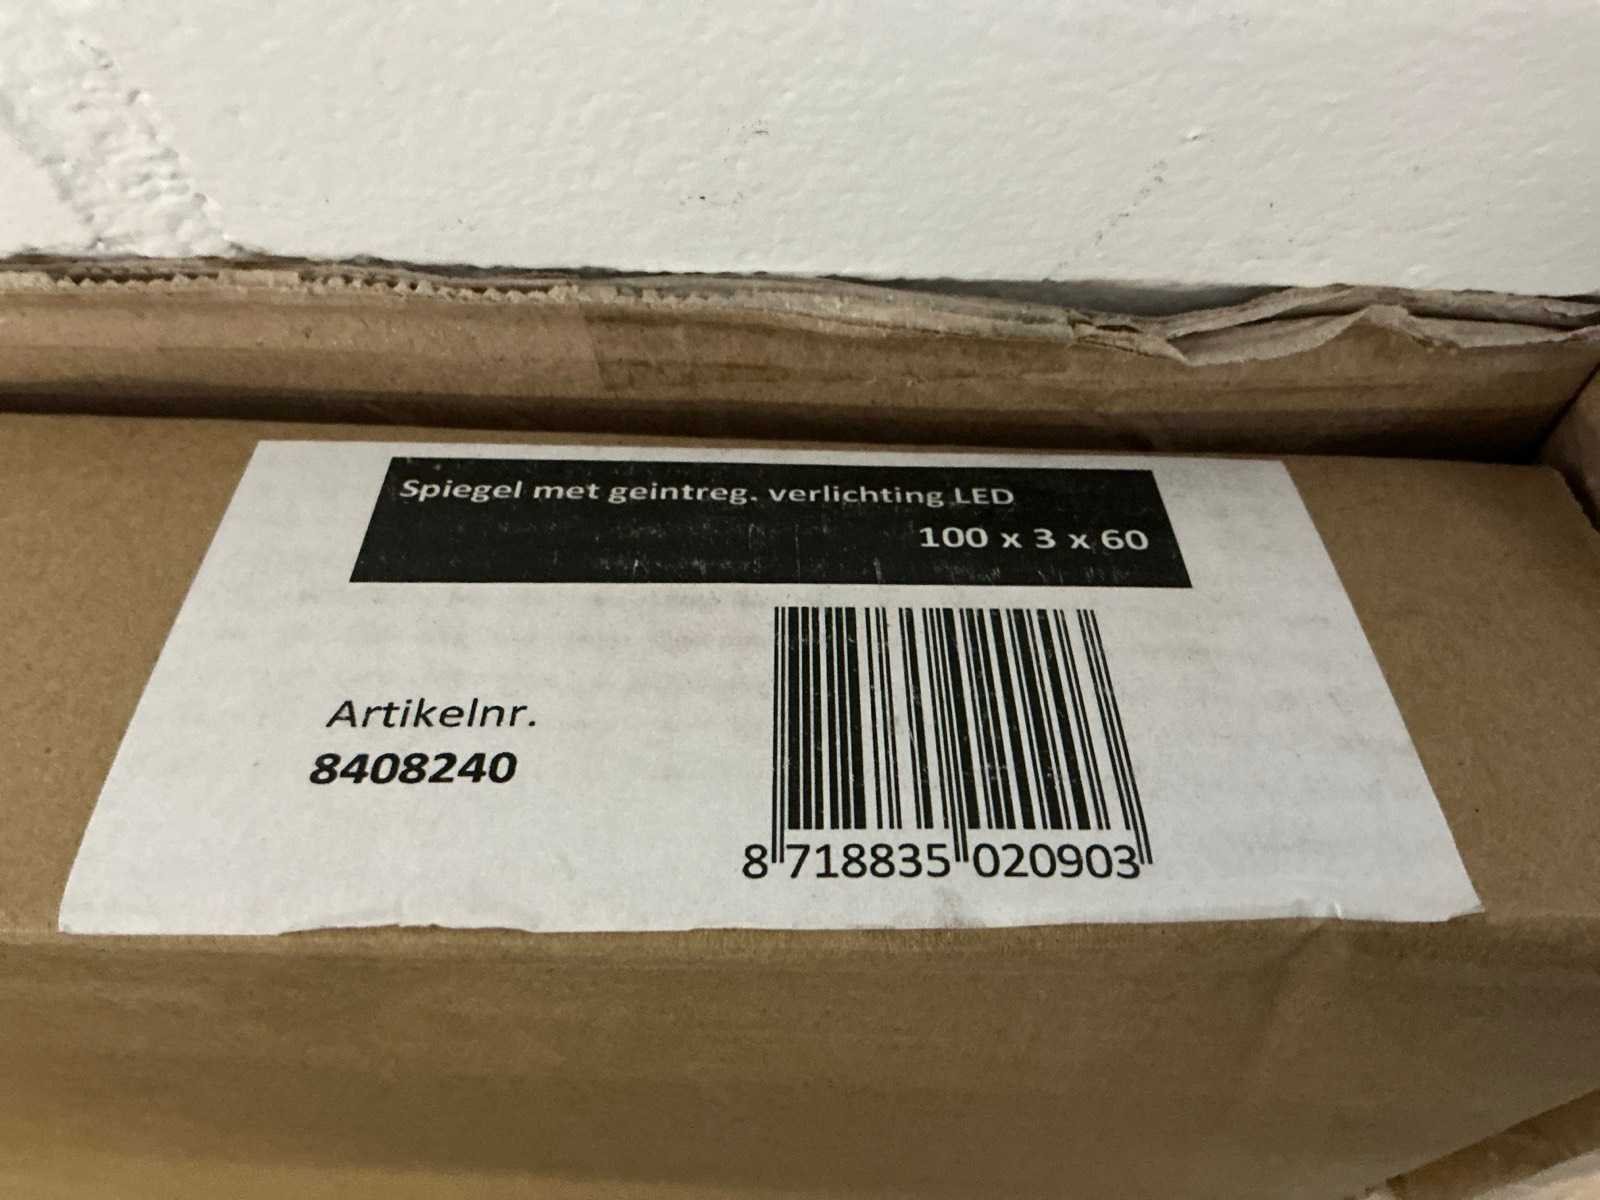 Spiegel met geintreg. verlichting LED
100 x 3 x 60
Artikelnr.
8408240
8 718835 020903